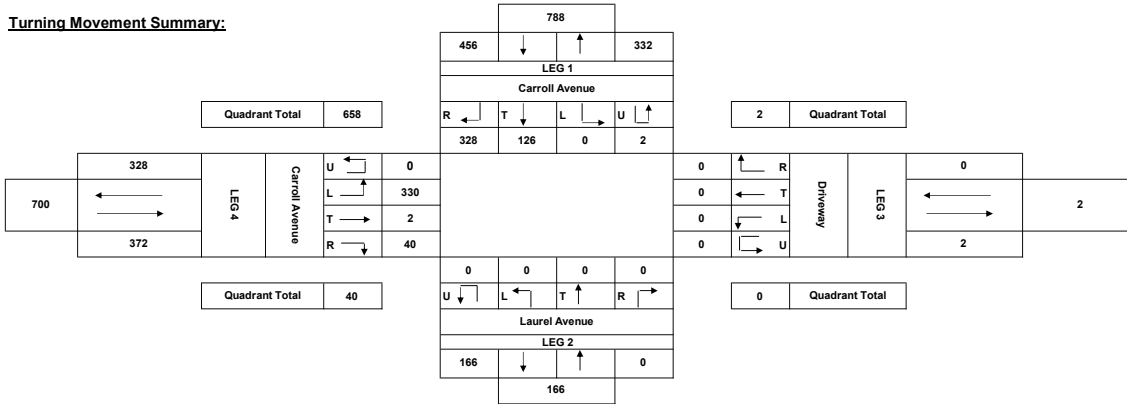 Turning Movement Summary:
788
456 332
LEG 1
Carroll Avenue
Quadrant Total 658
R T L U
2 Quadrant Total
328 126 0 2
328
U 0
0 R
0
700
LEG 4
Carroll Avenue
L 330
0 T
Driveway
LEG 3
2
T 2
0 L
372
R 40
0 U
2
0 0 0 0
Quadrant Total 40
U L T R
0 Quadrant Total
Laurel Avenue
LEG 2
166 0
166